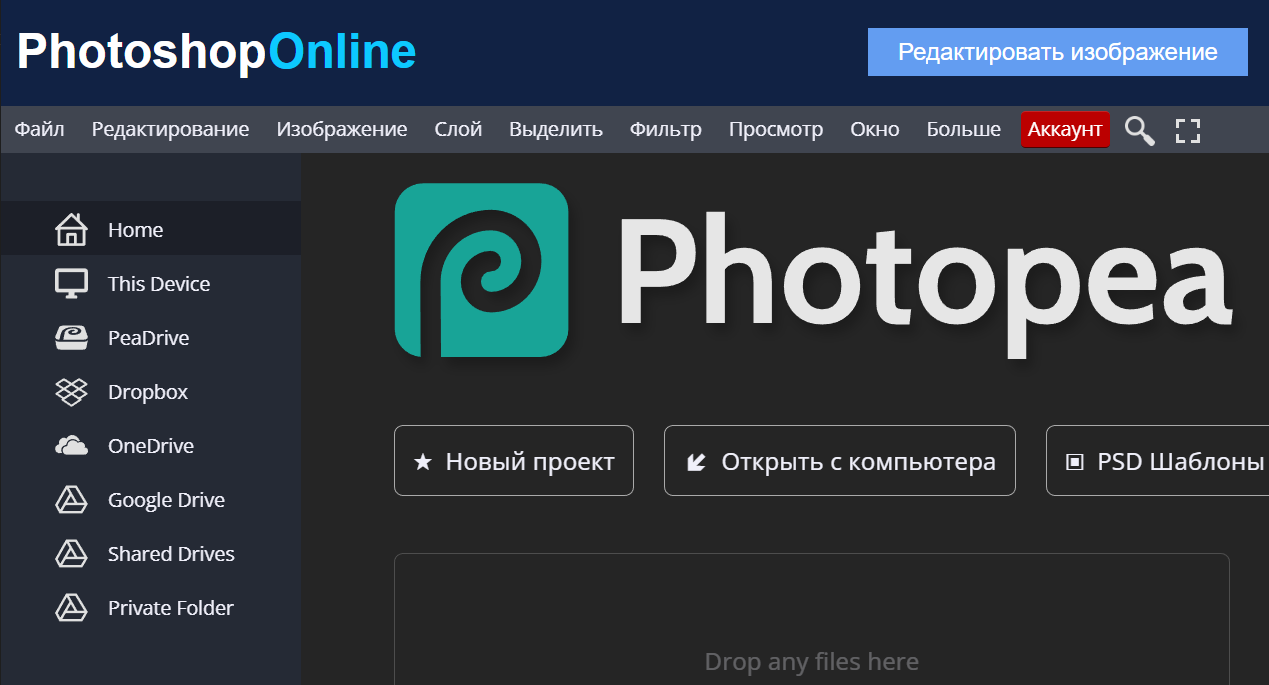 PhotoshopOnline
Редактировать изображение
Файл Редактирование Изображение Слой Выделить Фильтр Просмотр Окно Больше Аккаунт
Home
This Device
PeaDrive
Dropbox
OneDrive
Google Drive
Shared Drives
Private Folder
Photopea
Новый проект
Открыть с компьютера
PSD Шаблоны
Drop any files here